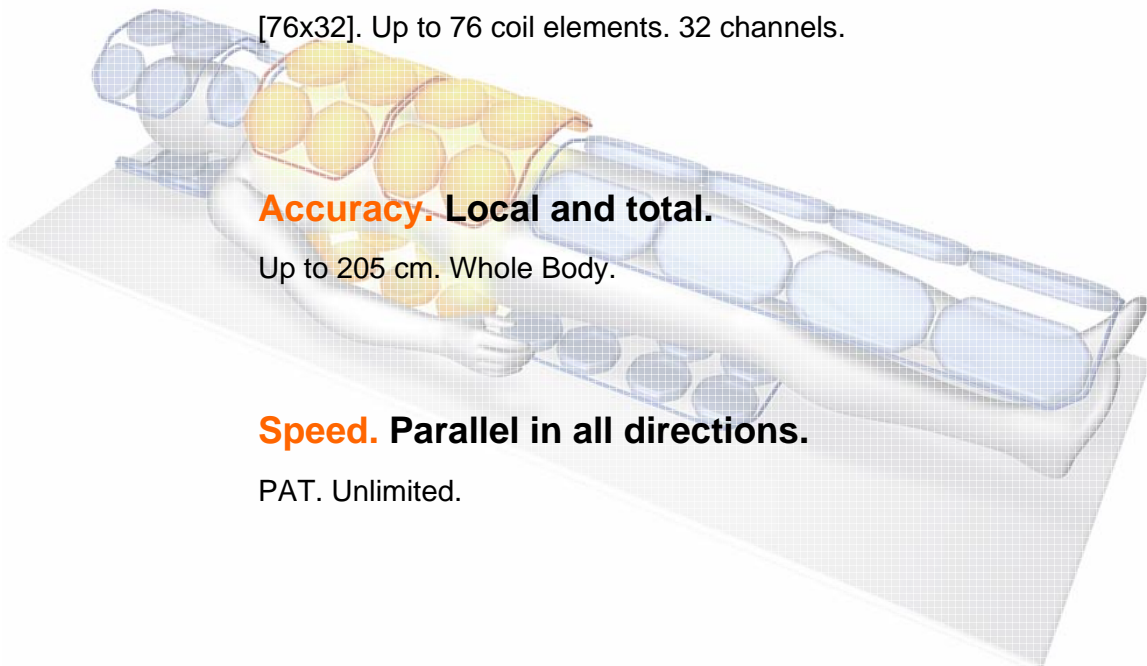 [76x32]. Up to 76 coil elements. 32 channels.
Accuracy. Local and total.
Up to 205 cm. Whole Body.
Speed. Parallel in all directions.
PAT. Unlimited.